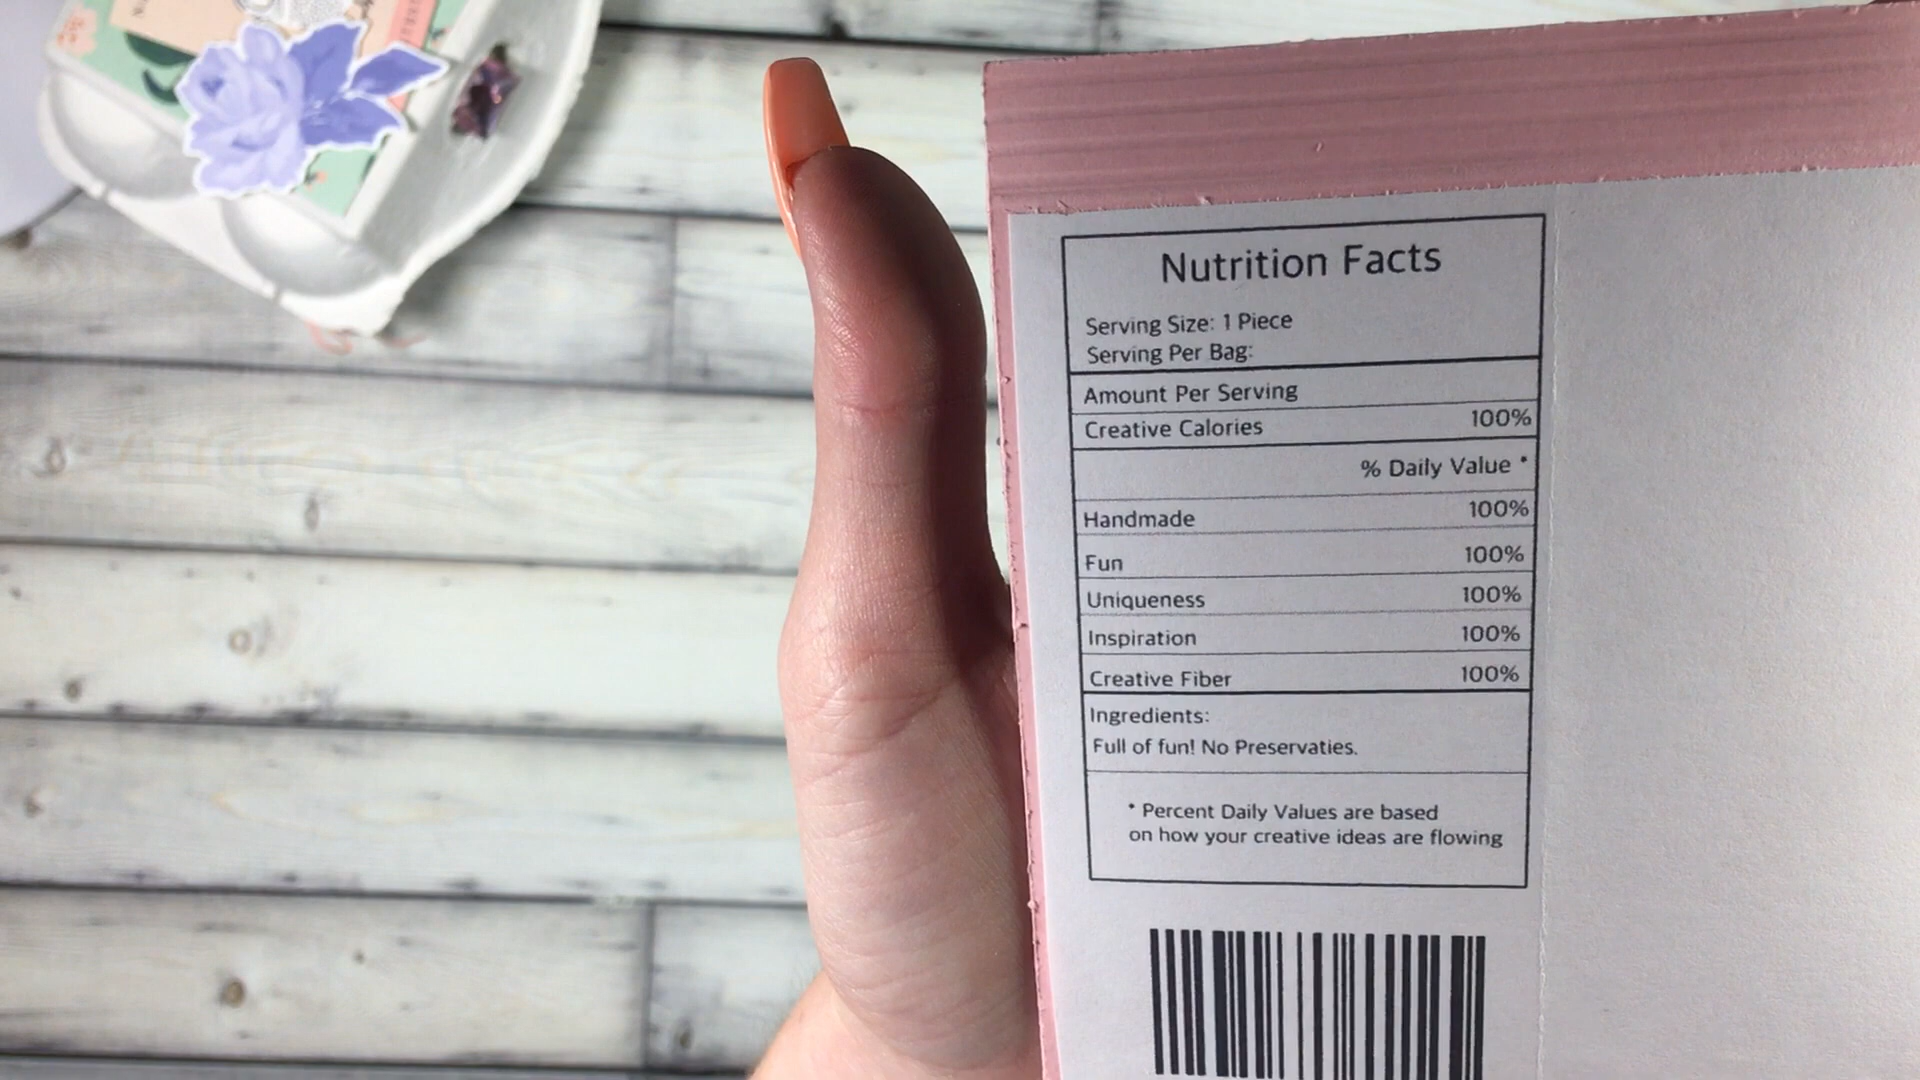 Nutrition Facts
Serving Size: 1 Piece
Serving Per Bag:
Amount Per Serving
Creative Calories 100%
% Daily Value *
Handmade 100%
Fun 100%
Uniqueness 100%
Inspiration 100%
Creative Fiber 100%
Ingredients:
Full of fun! No Preservaties.
* Percent Daily Values are based
on how your creative ideas are flowing